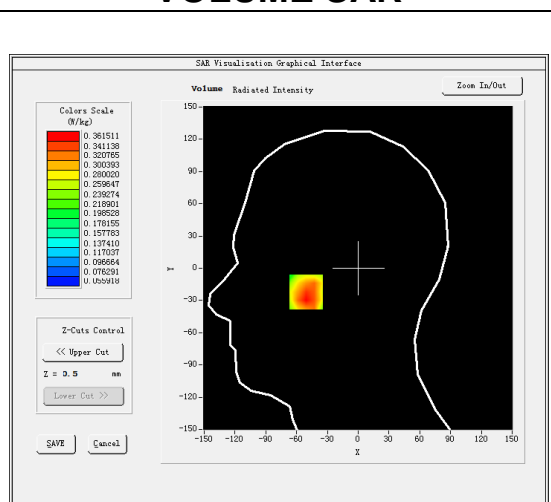 VOLUME SAR
SAR Visualisation Graphical Interface
Volume Radiated Intensity
Zoom In/Out
Colors Scale
(W/kg)
0.361511
0.341138
0.320765
0.300393
0.280020
0.259647
0.239274
0.218901
0.198528
0.178155
0.157783
0.137410
0.117037
0.096664
0.076291
0.055918
150
120
90
60
30
0
-30
-60
-90
-120
-150
Y
-150 -120 -90 -60 -30 0 30 60 90 120 150
X
Z-Cuts Control
<< Upper Cut
Z = 3.5 mm
Lower Cut >>
SAVE Cancel